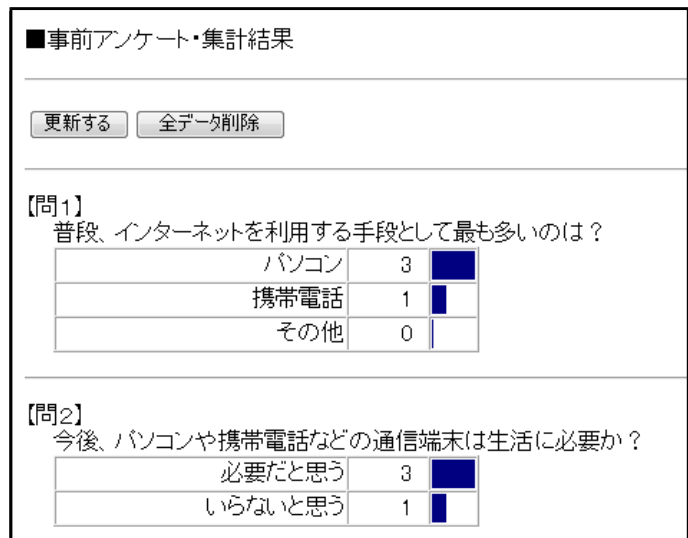 ■事前アンケート・集計結果
更新する 全データ削除
【問1】
普段、インターネットを利用する手段として最も多いのは？
パソコン 3
携帯電話 1
その他 0
【問2】
今後、パソコンや携帯電話などの通信端末は生活に必要か？
必要だと思う 3
いらないと思う 1